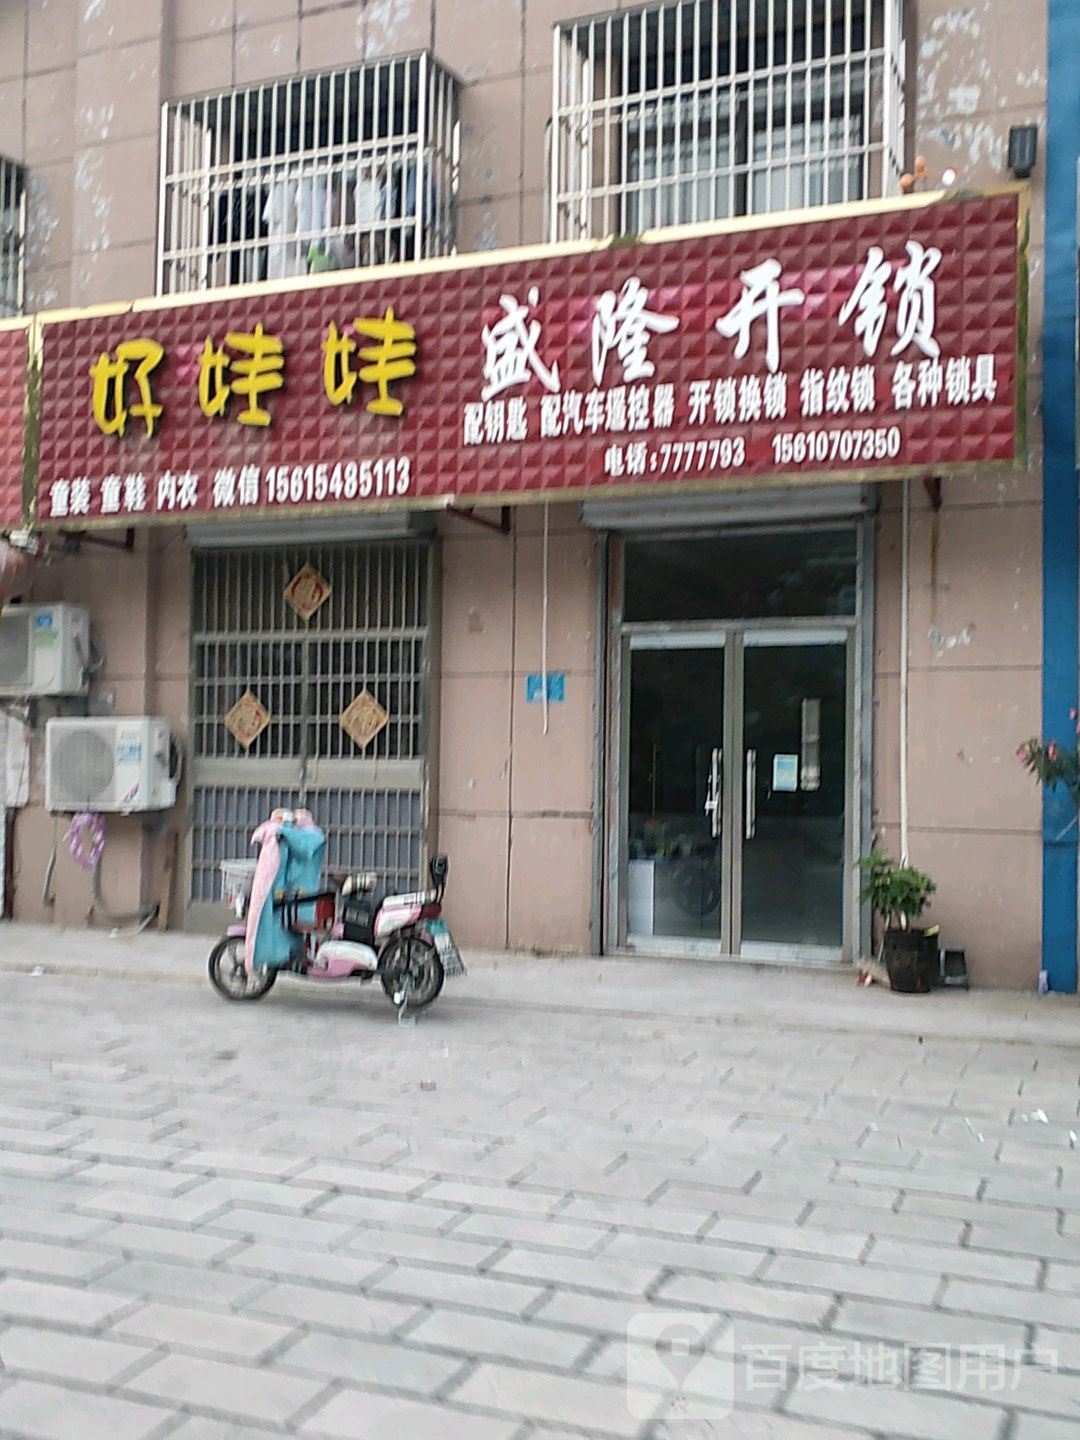 好娃娃
童装 童鞋 内衣 微信15615485113
盛隆开锁
配钥匙 配汽车遥控器 开锁换锁 指纹锁 各种锁具
电话:7777793 15610707350
百度地图用户